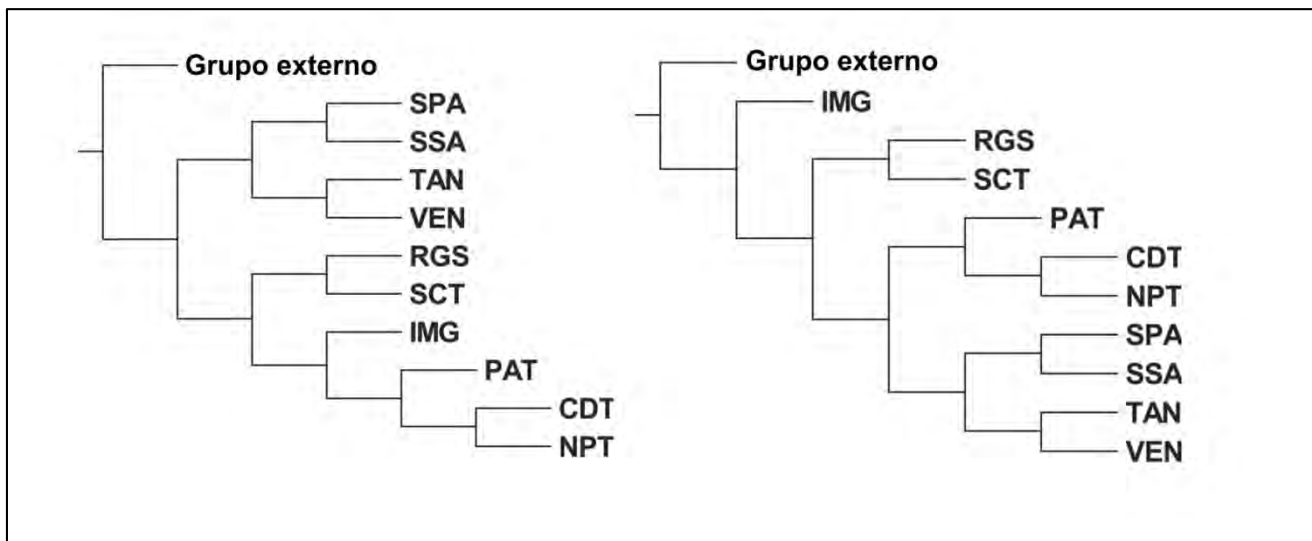 Grupo externo
SPA
SSA
TAN
VEN
RGS
SCT
IMG
PAT
CDT
NPT
Grupo externo
IMG
RGS
SCT
PAT
CDT
NPT
SPA
SSA
TAN
VEN